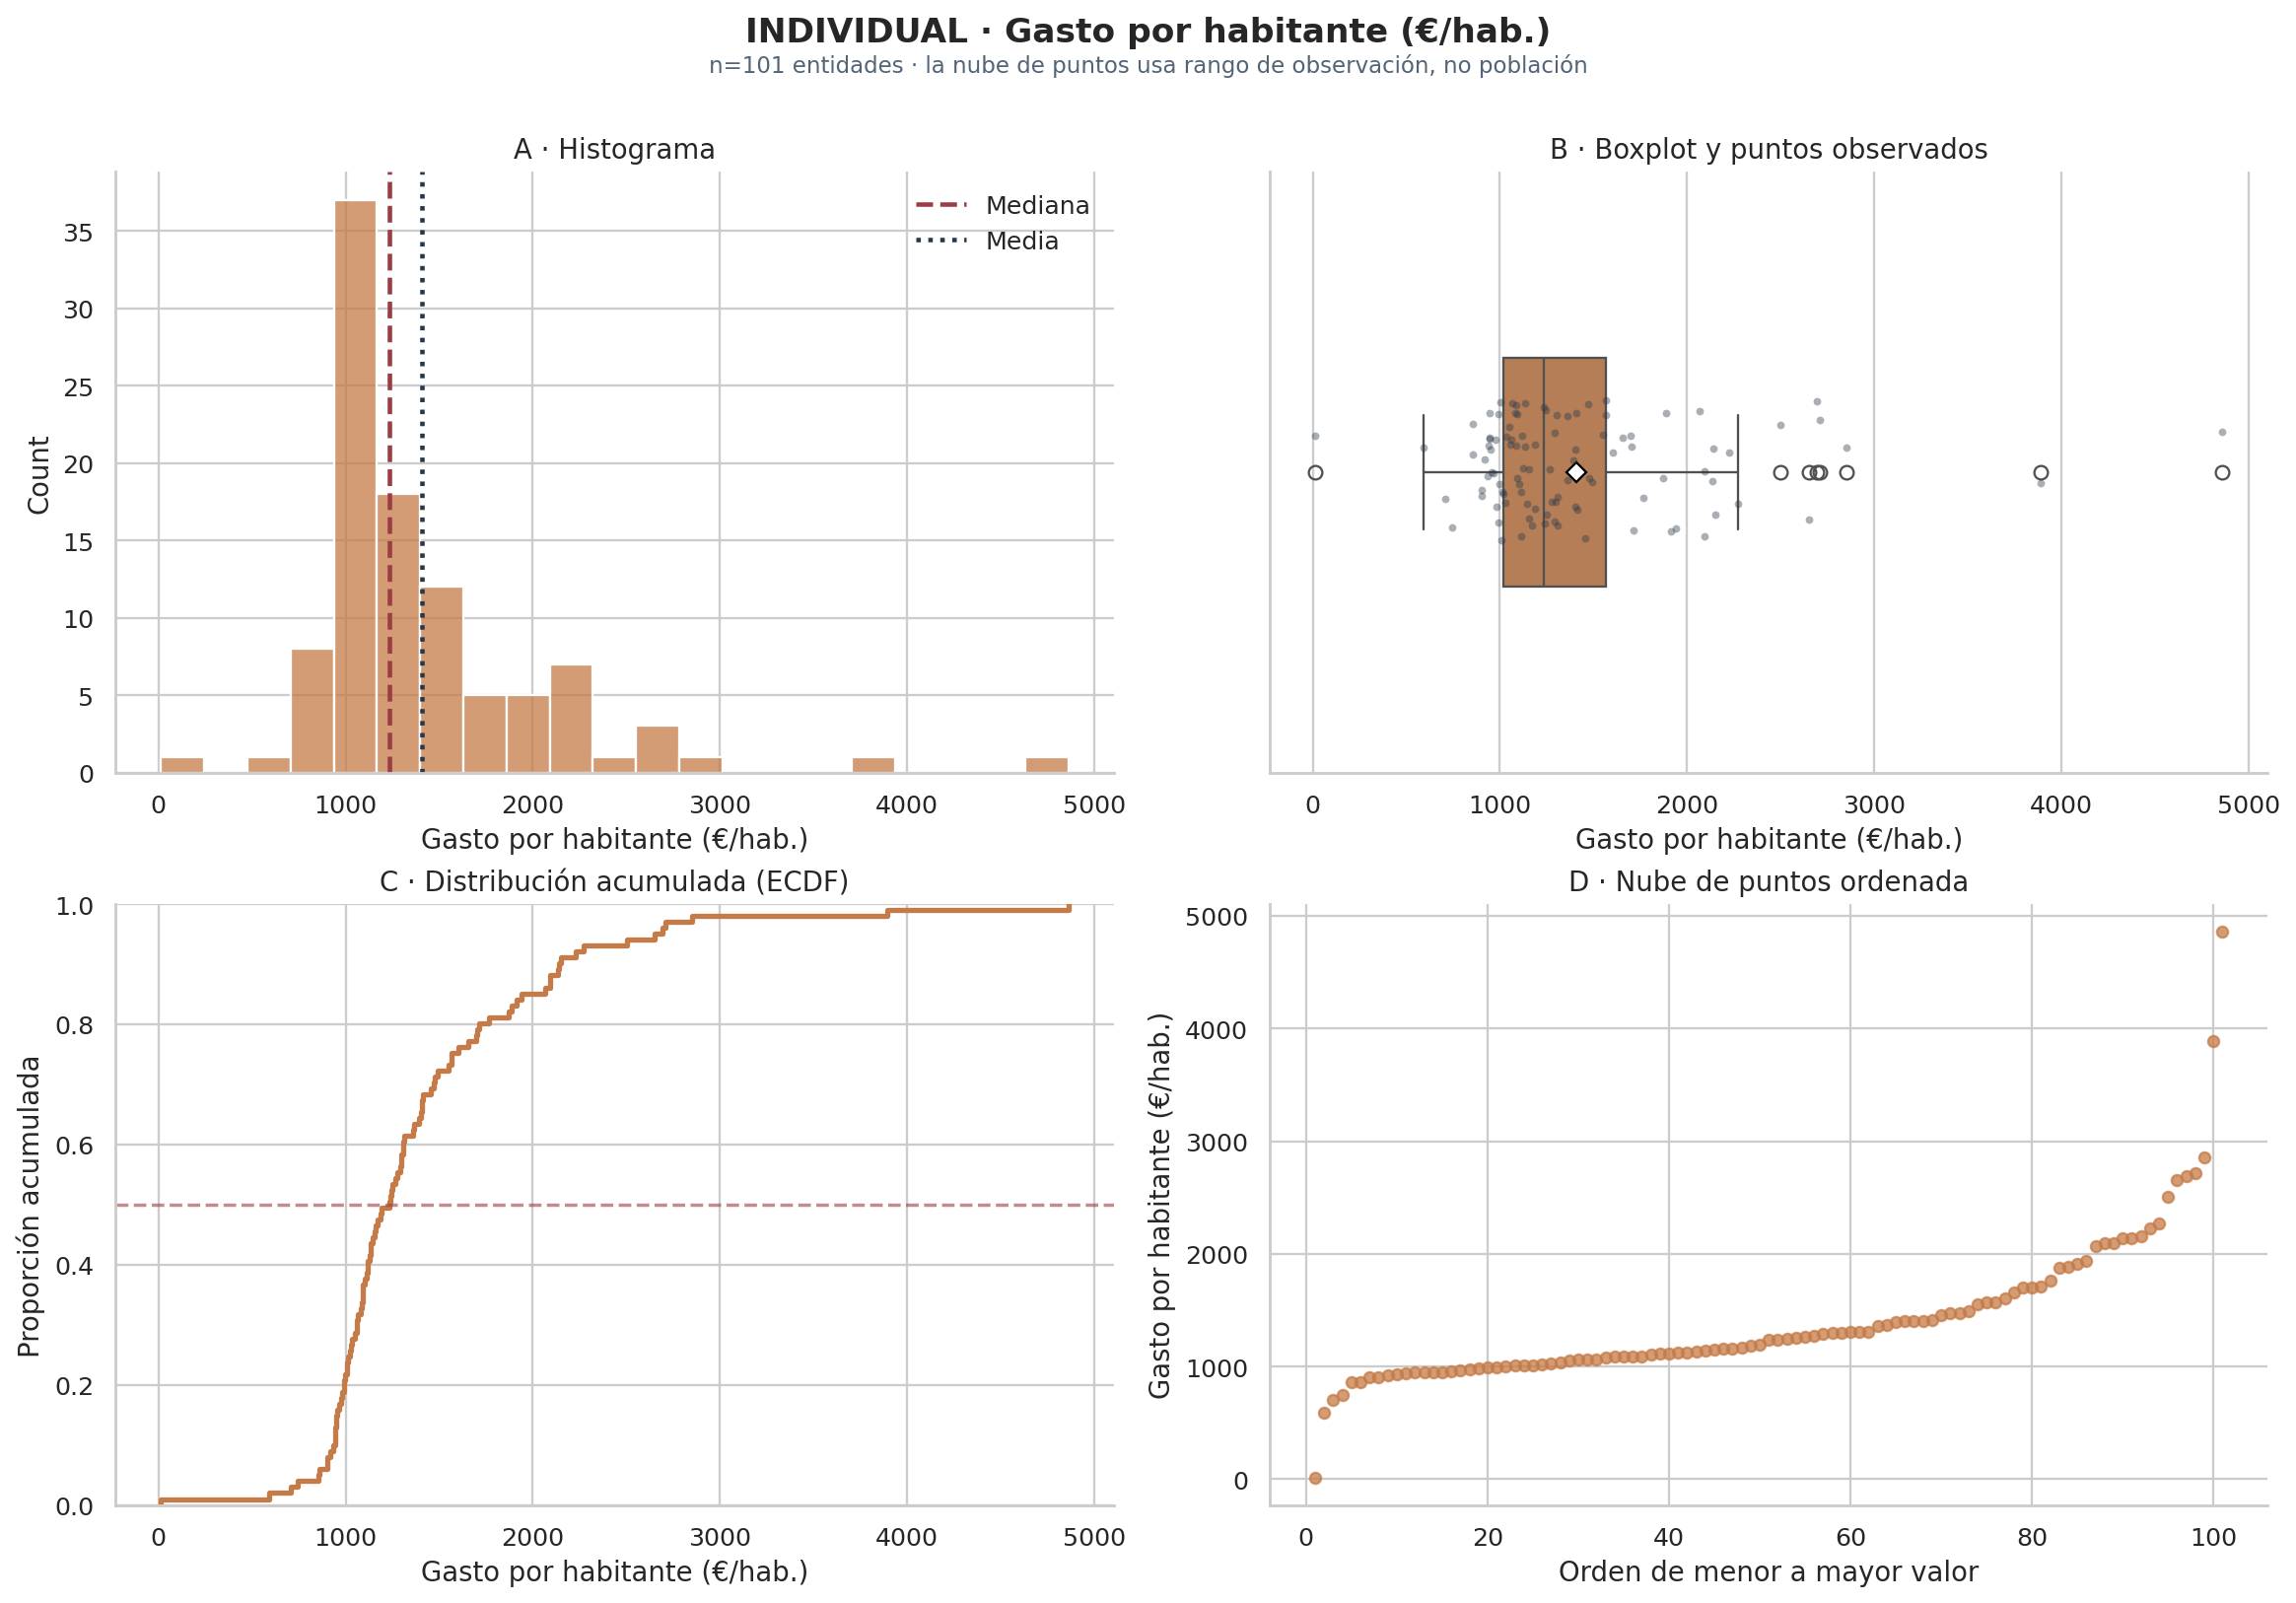 INDIVIDUAL · Gasto por habitante (€/hab.)
n=101 entidades · la nube de puntos usa rango de observación, no población
A · Histograma
Mediana
Media
Count
35
30
25
20
15
10
5
0
0 1000 2000 3000 4000 5000
Gasto por habitante (€/hab.)
B · Boxplot y puntos observados
0 1000 2000 3000 4000 5000
Gasto por habitante (€/hab.)
C · Distribución acumulada (ECDF)
Proporción acumulada
1.0
0.8
0.6
0.4
0.2
0.0
0 1000 2000 3000 4000 5000
Gasto por habitante (€/hab.)
D · Nube de puntos ordenada
Gasto por habitante (€/hab.)
5000
4000
3000
2000
1000
0
0 20 40 60 80 100
Orden de menor a mayor valor